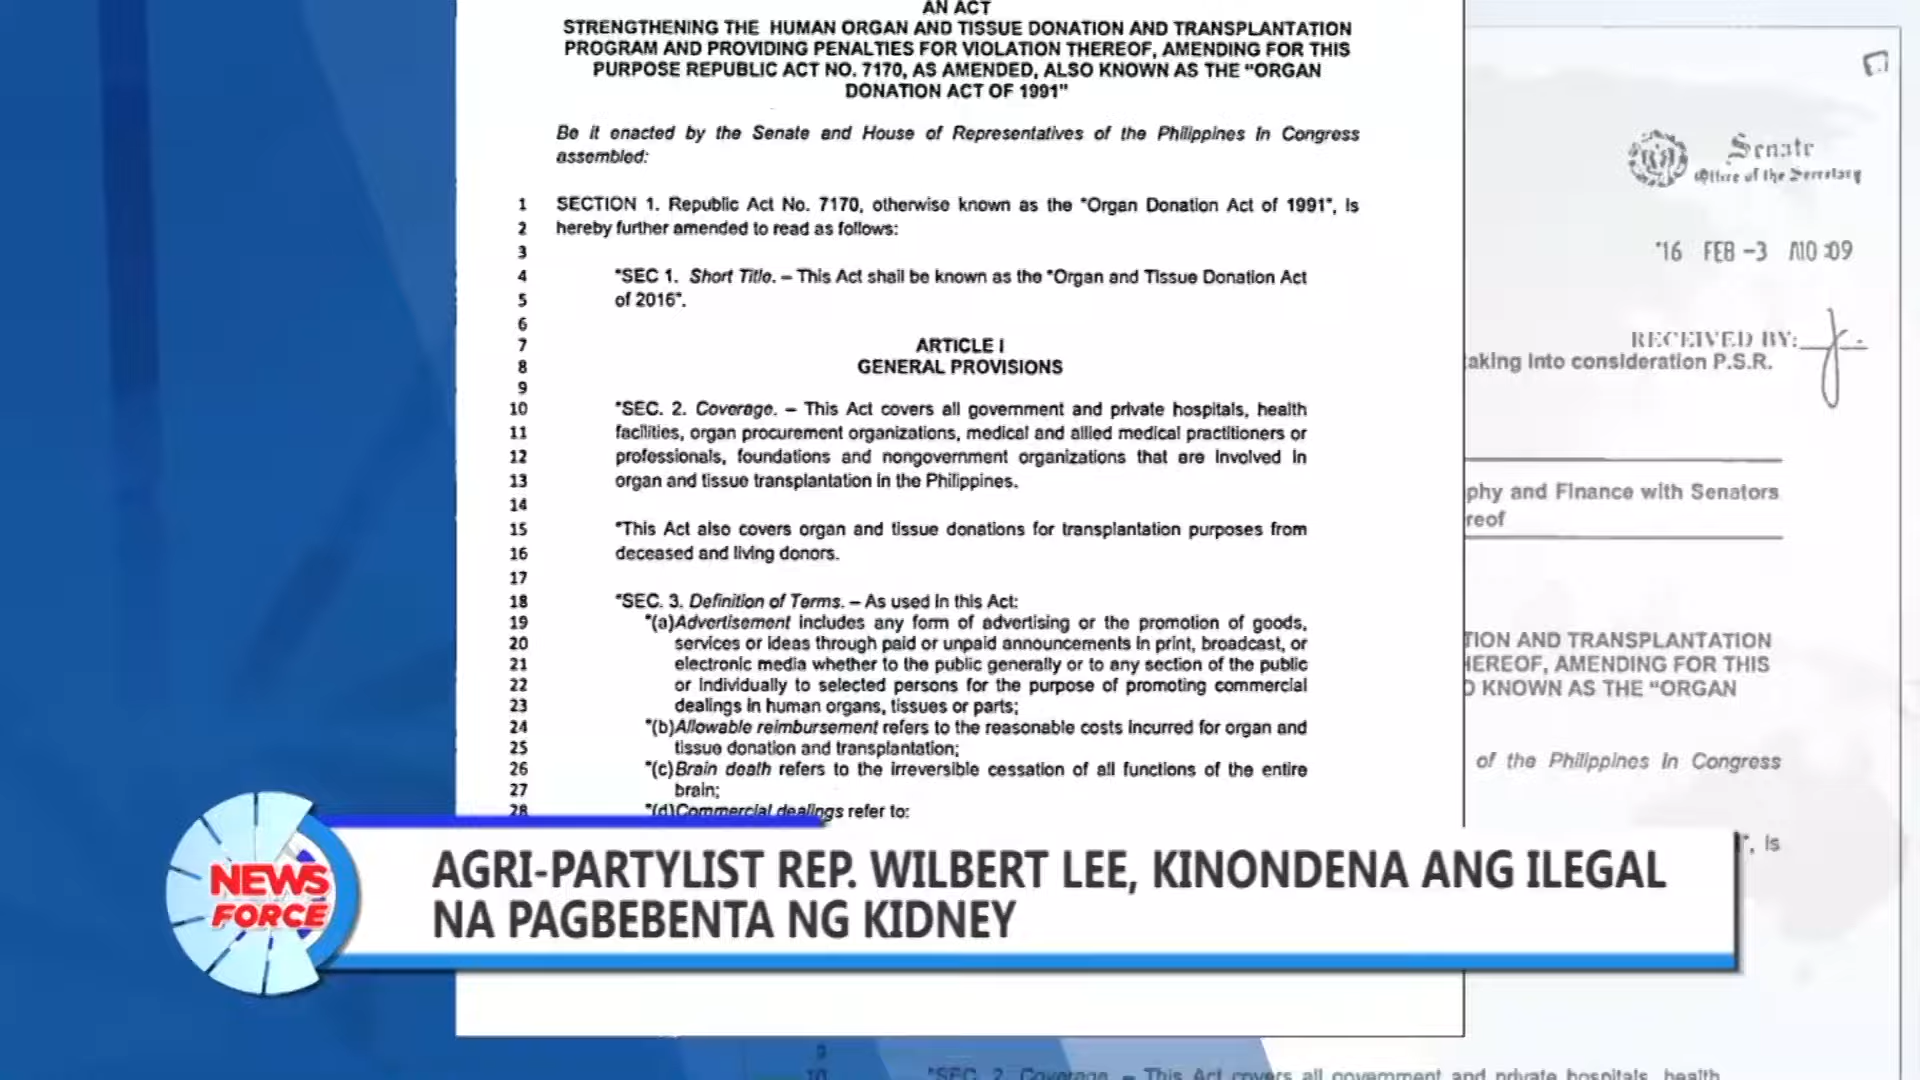 AN ACT
STRENGTHENING THE HUMAN ORGAN AND TISSUE DONATION AND TRANSPLANTATION
PROGRAM AND PROVIDING PENALTIES FOR VIOLATION THEREOF, AMENDING FOR THIS
PURPOSE REPUBLIC ACT NO. 7170, AS AMENDED, ALSO KNOWN AS THE "ORGAN
DONATION ACT OF 1991"
Be it enacted by the Senate and House of Representatives of the Philippines in Congress
assembled:
1 SECTION 1. Republic Act No. 7170, otherwise known as the "Organ Donation Act of 1991", is
2 hereby further amended to read as follows:
3
4 "SEC 1. Short Title. – This Act shall be known as the "Organ and Tissue Donation Act
5 of 2016".
6
7 ARTICLE I
8 GENERAL PROVISIONS
9
10 "SEC. 2. Coverage. – This Act covers all government and private hospitals, health
11 facilities, organ procurement organizations, medical and allied medical practitioners or
12 professionals, foundations and nongovernment organizations that are involved in
13 organ and tissue transplantation in the Philippines.
14
15 "This Act also covers organ and tissue donations for transplantation purposes from
16 deceased and living donors.
17
18 "SEC. 3. Definition of Terms. – As used in this Act:
19 "(a)Advertisement includes any form of advertising or the promotion of goods,
20 services or ideas through paid or unpaid announcements in print, broadcast, or
21 electronic media whether to the public generally or to any section of the public
22 or individually to selected persons for the purpose of promoting commercial
23 dealings in human organs, tissues or parts;
24 "(b)Allowable reimbursement refers to the reasonable costs incurred for organ and
25 tissue donation and transplantation;
26 "(c)Brain death refers to the irreversible cessation of all functions of the entire
27 brain;
28 "(d)Commercial dealings refer to:
Senate
Office of the Secretary
'16 FEB -3 A10:09
RECEIVED BY:
aking into consideration P.S.R.
phy and Finance with Senators
reof
TION AND TRANSPLANTATION
HEREOF, AMENDING FOR THIS
KNOWN AS THE "ORGAN
of the Philippines in Congress
", is
NEWS
FORCE
AGRI-PARTYLIST REP. WILBERT LEE, KINONDENA ANG ILEGAL
NA PAGBEBENTA NG KIDNEY
9
10 "SEC. 2. Coverage. – This Act covers all government and private hospitals, health